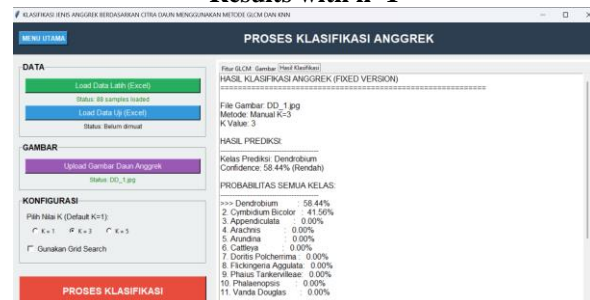 Results with k=1
KLASIFIKASI JENIS ANGGREK BERDASARKAN CITRA DAUN MENGGUNAKAN METODE GLCM DAN KNN
MENU UTAMA
PROSES KLASIFIKASI ANGGREK
DATA
Load Data Latih (Excel)
Status: 88 samples loaded
Load Data Uji (Excel)
Status: Belum dimuat
GAMBAR
Upload Gambar Daun Anggrek
Status: DD_1.jpg
KONFIGURASI
Pilih Nilai K (Default K=1):
K = 1 K = 3 K = 5
Gunakan Grid Search
PROSES KLASIFIKASI
Fitur GLCM Gambar Hasil Klasifikasi
HASIL KLASIFIKASI ANGGREK (FIXED VERSION)
File Gambar: DD_1.jpg
Metode: Manual K=3
K Value: 3
HASIL PREDIKSI:
Kelas Prediksi: Dendrobium
Confidence: 58.44% (Rendah)
PROBABILITAS SEMUA KELAS:
>>> Dendrobium : 58.44%
2. Cymbidium Bicolor : 41.56%
3. Appendiculata : 0.00%
4. Arachnis : 0.00%
5. Arundina : 0.00%
6. Cattleya : 0.00%
7. Doritis Polcherrima : 0.00%
8. Flickingeria Aggulata: 0.00%
9. Phaius Tankervilleae: 0.00%
10. Phalaenopsis : 0.00%
11. Vanda Douglas : 0.00%